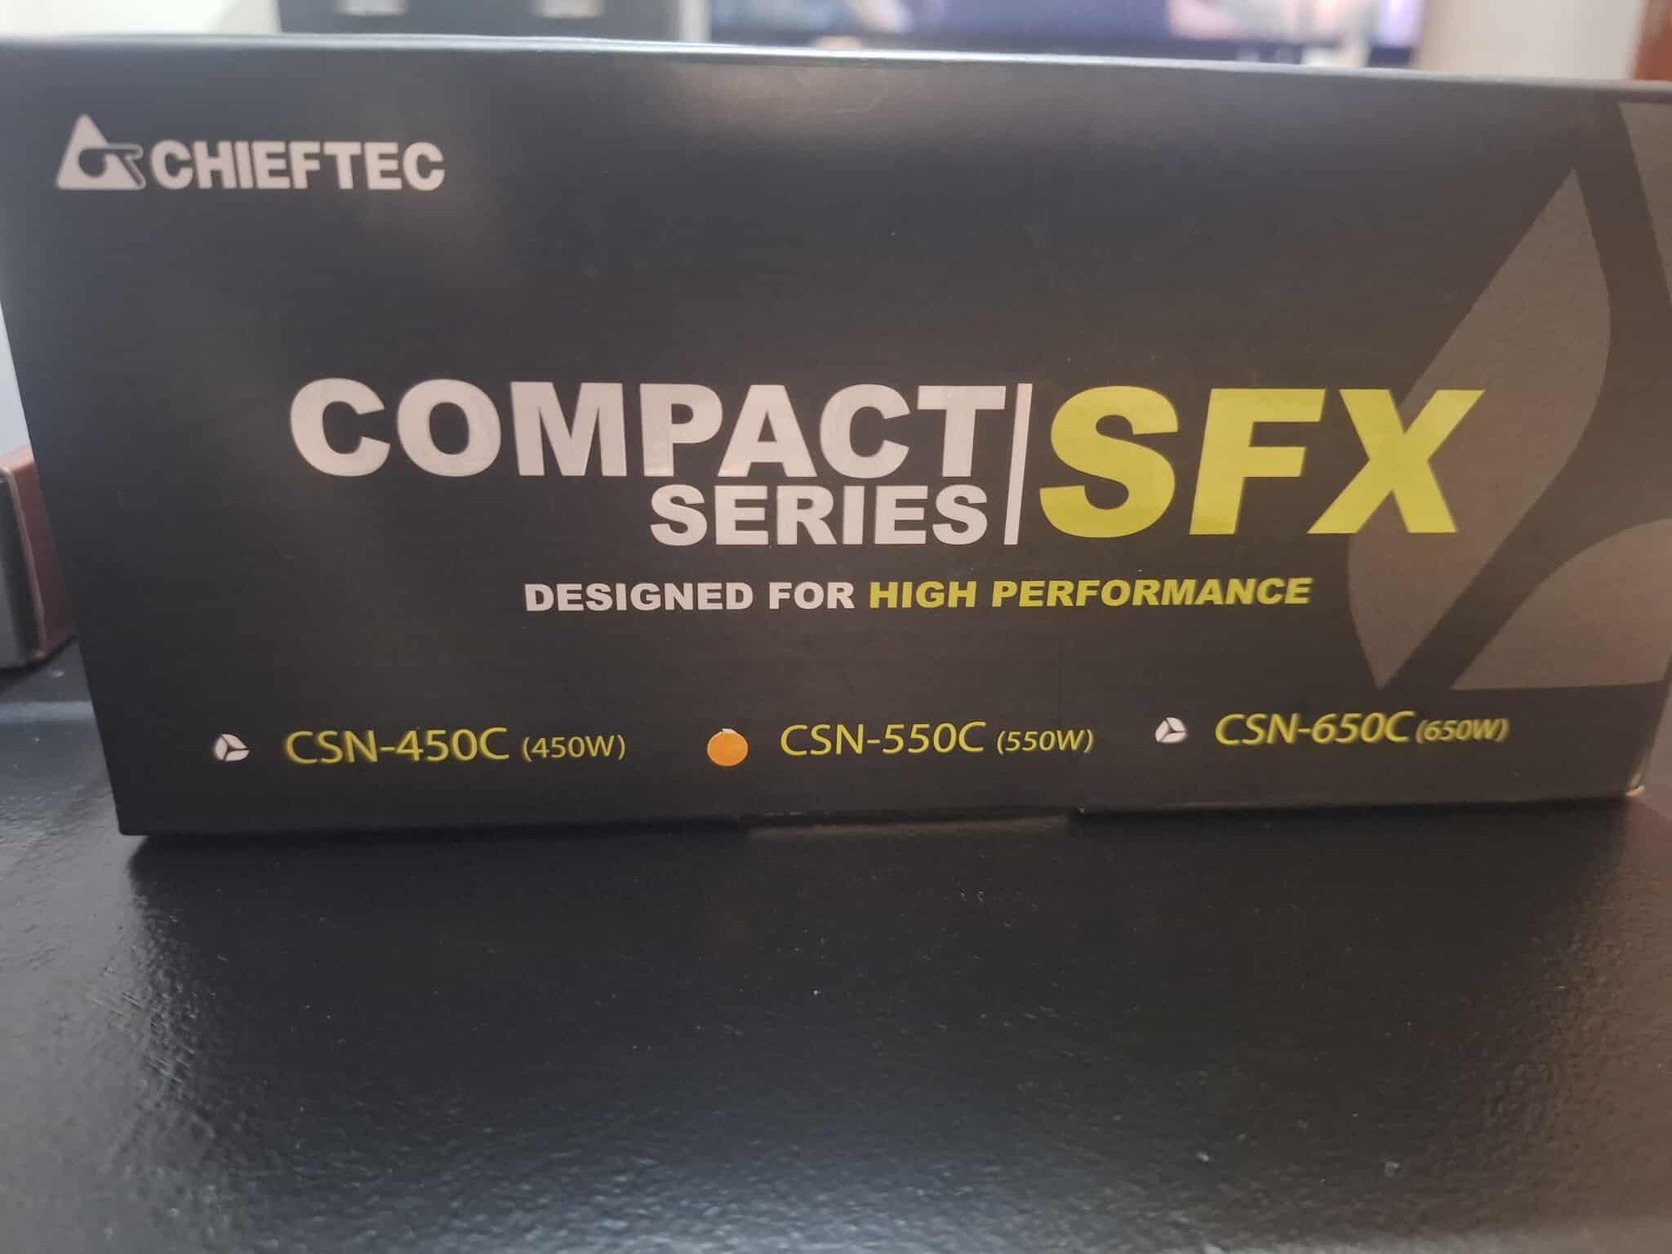 CHIEFTEC
COMPACT
SERIES
SFX
DESIGNED FOR HIGH PERFORMANCE
CSN-450C (450W)
CSN-550C (550W)
CSN-650C (650W)